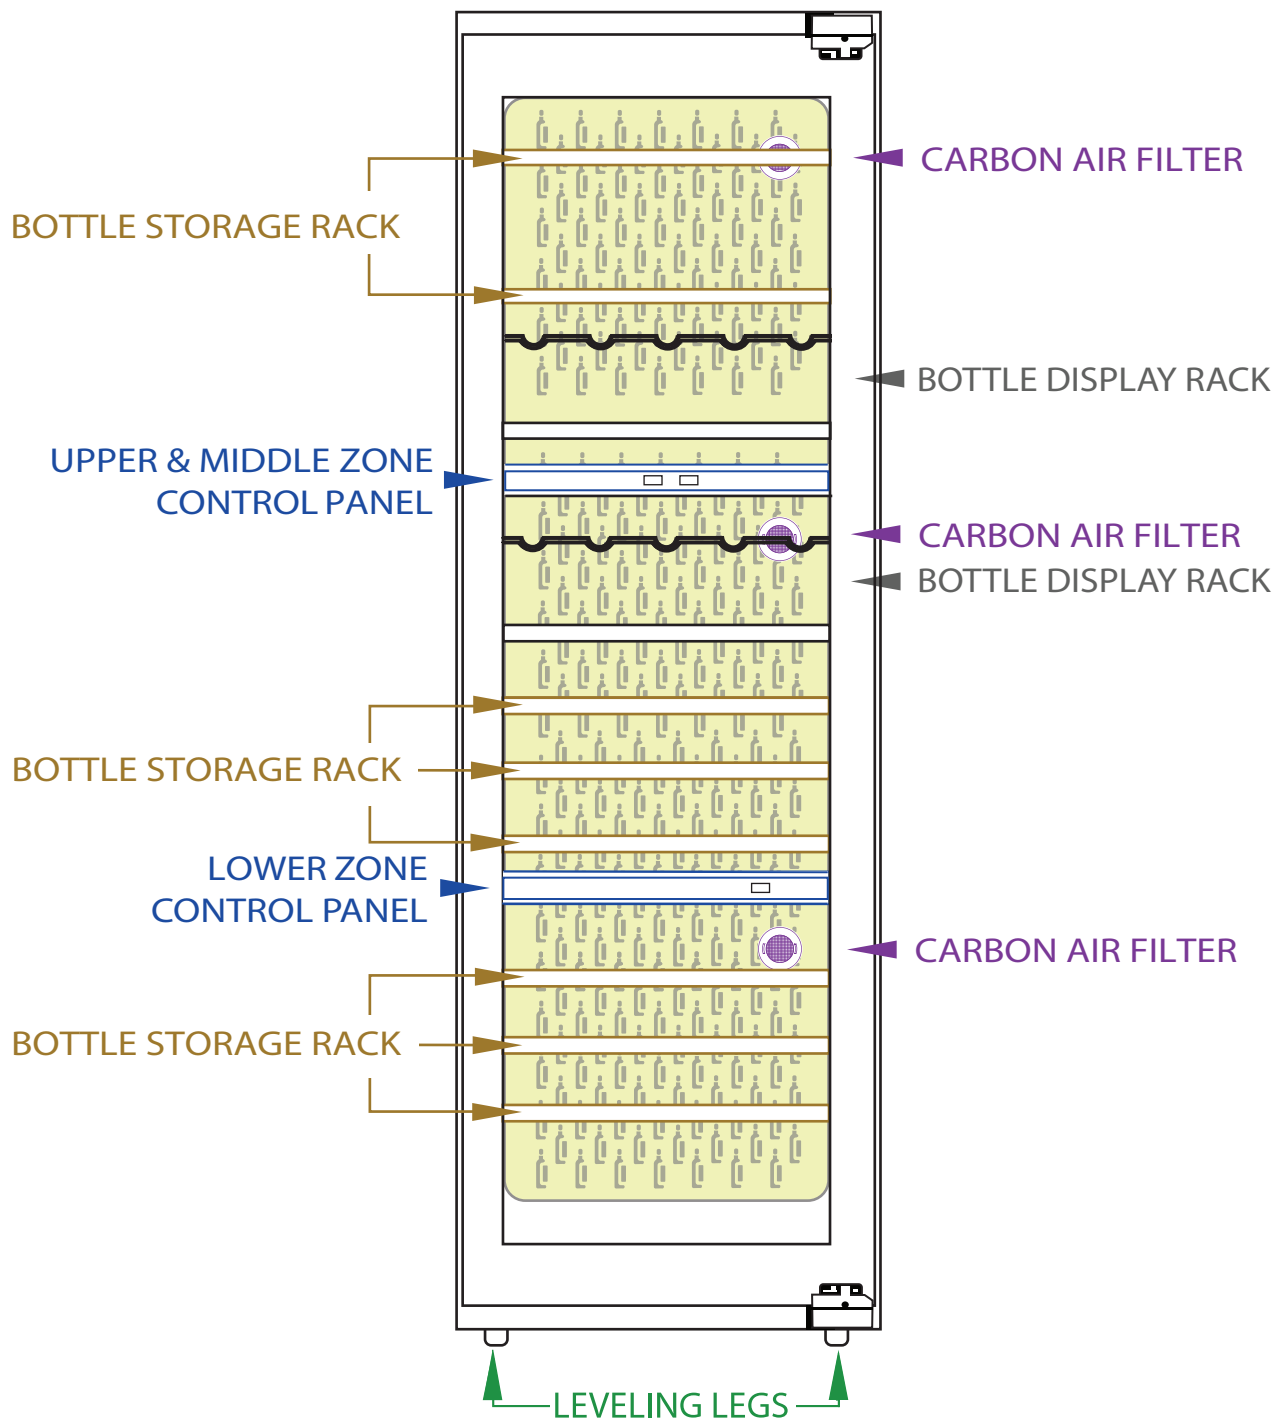 CARBON AIR FILTER
BOTTLE STORAGE RACK
BOTTLE DISPLAY RACK
UPPER & MIDDLE ZONE
CONTROL PANEL
CARBON AIR FILTER
BOTTLE DISPLAY RACK
BOTTLE STORAGE RACK
LOWER ZONE
CONTROL PANEL
CARBON AIR FILTER
BOTTLE STORAGE RACK
LEVELING LEGS